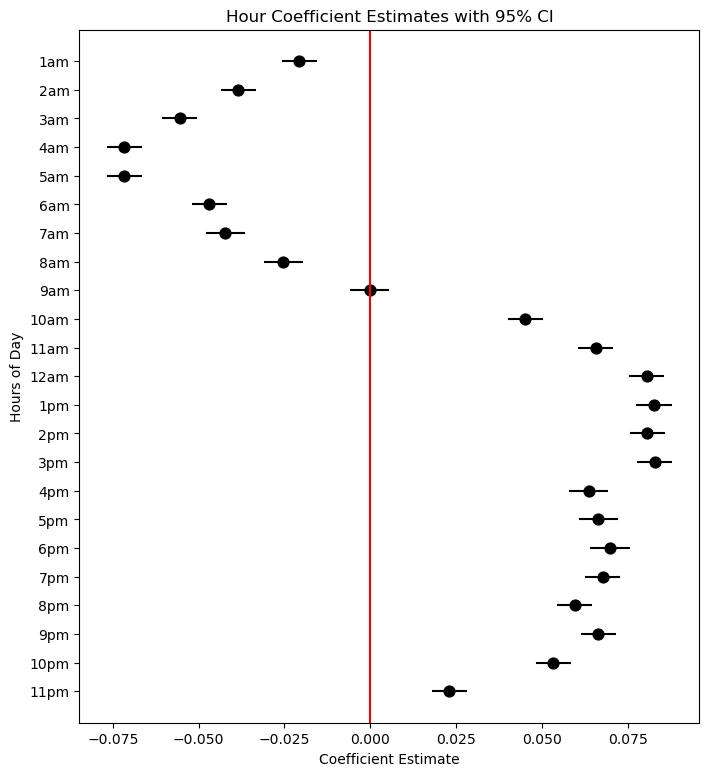 Hour Coefficient Estimates with 95% CI
Hours of Day
1am
2am
3am
4am
5am
6am
7am
8am
9am
10am
11am
12am
1pm
2pm
3pm
4pm
5pm
6pm
7pm
8pm
9pm
10pm
11pm
−0.075 −0.050 −0.025 0.000 0.025 0.050 0.075
Coefficient Estimate